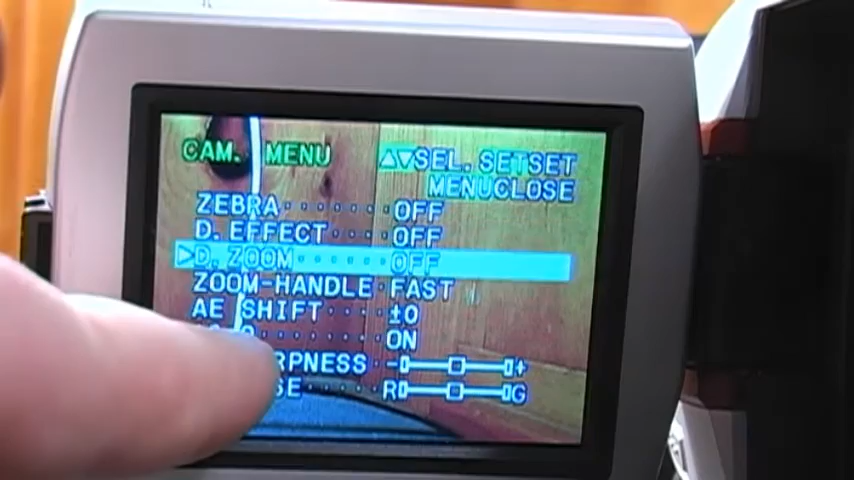 CAM. MENU ▲▼SEL. SETSET
MENUCLOSE
ZEBRA·······OFF
D. EFFECT····OFF
▷D. ZOOM······OFF
ZOOM-HANDLE·FAST
AE SHIFT····±0
·······ON
RPNESS -+
SE·····RG